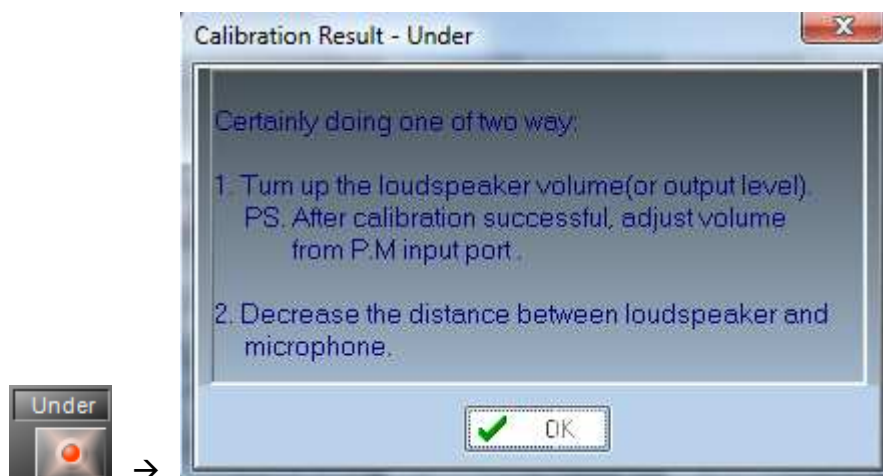 Calibration Result - Under
Certainly doing one of two way:
1. Turn up the loudspeaker volume(or output level).
PS. After calibration successful, adjust volume
from P.M input port .
2. Decrease the distance between loudspeaker and
microphone.
OK
Under
→